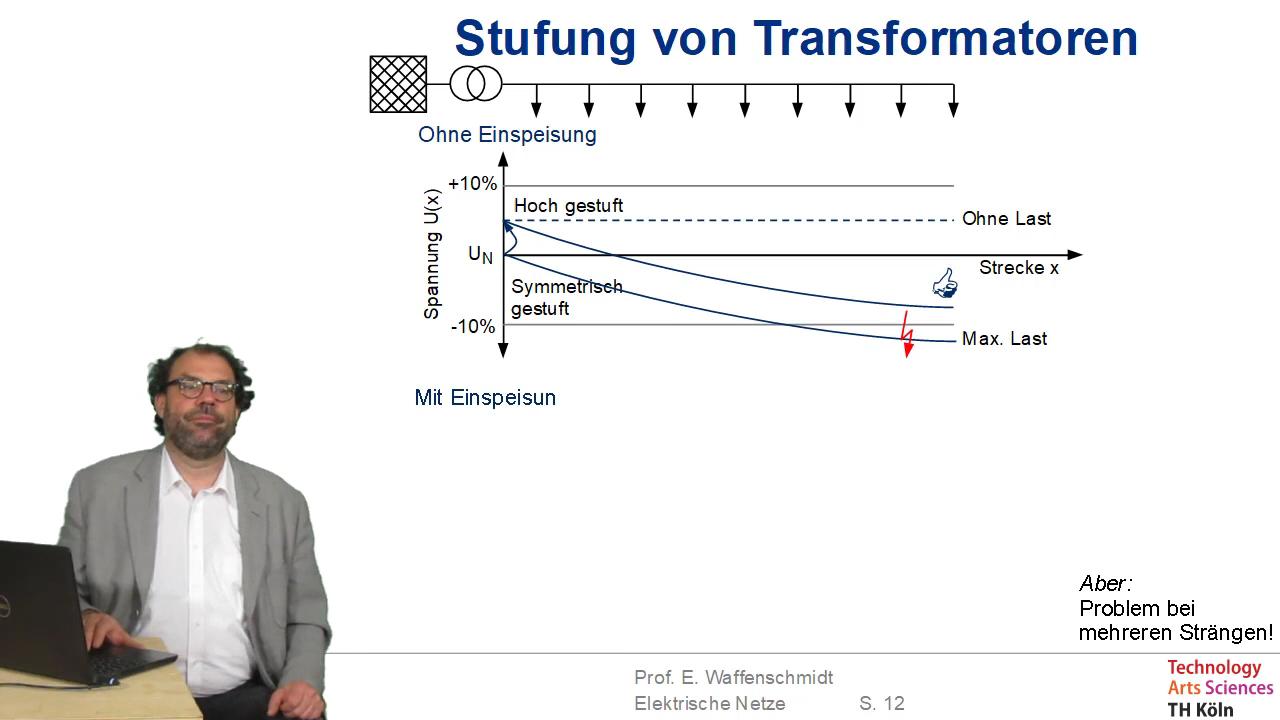 Stufung von Transformatoren
Ohne Einspeisung
+10%
Hoch gestuft
Ohne Last
Spannung U(x)
UN
Strecke x
Symmetrisch
gestuft
-10%
Max. Last
Mit Einspeisun
Aber:
Problem bei
mehreren Strängen!
Prof. E. Waffenschmidt
Elektrische Netze S. 12
Technology
Arts Sciences
TH Köln